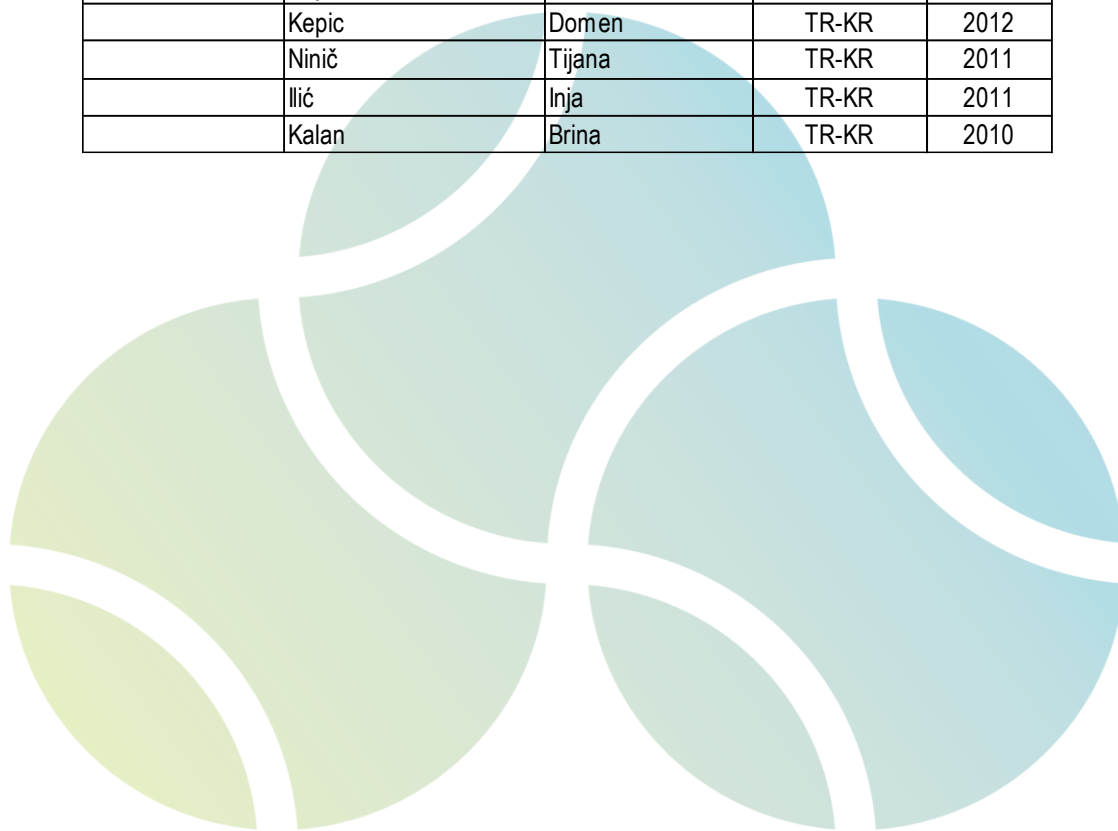 Kepic Domen TR-KR 2012
Ninič Tijana TR-KR 2011
Ilić Inja TR-KR 2011
Kalan Brina TR-KR 2010